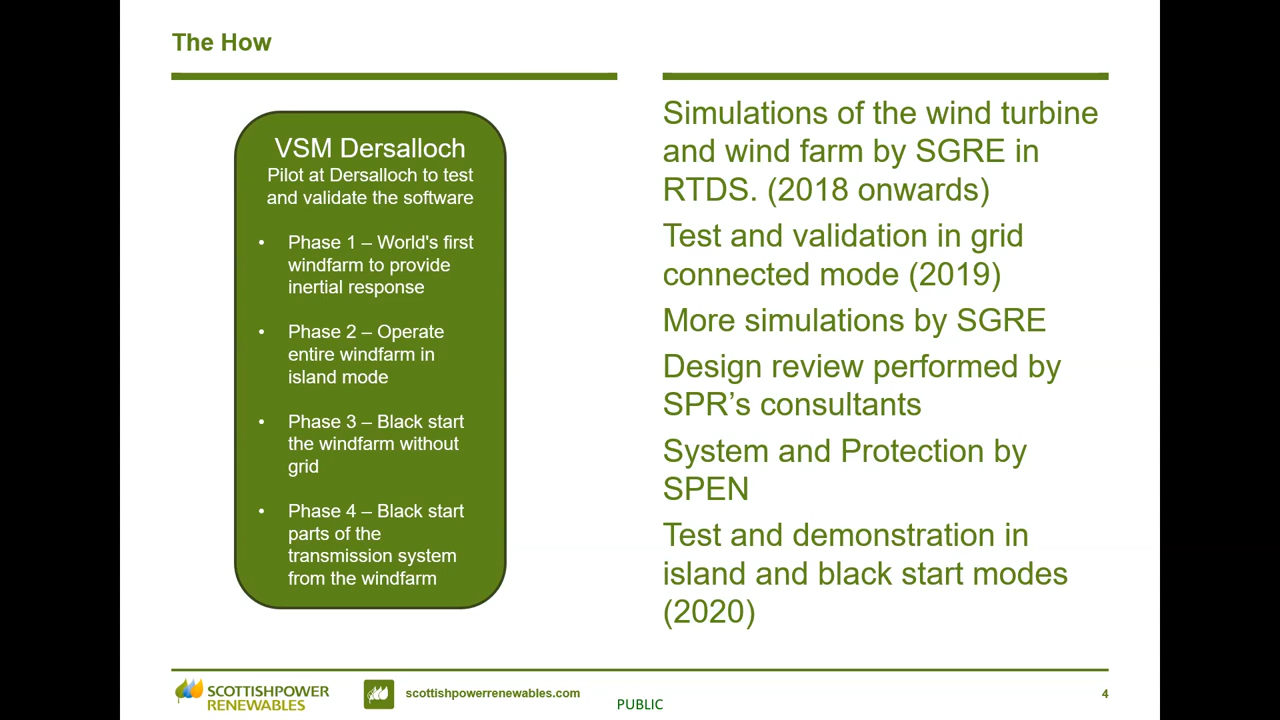 The How
VSM Dersalloch
Pilot at Dersalloch to test
and validate the software
• Phase 1 – World's first
windfarm to provide
inertial response
• Phase 2 – Operate
entire windfarm in
island mode
• Phase 3 – Black start
the windfarm without
grid
• Phase 4 – Black start
parts of the
transmission system
from the windfarm
Simulations of the wind turbine
and wind farm by SGRE in
RTDS. (2018 onwards)
Test and validation in grid
connected mode (2019)
More simulations by SGRE
Design review performed by
SPR’s consultants
System and Protection by
SPEN
Test and demonstration in
island and black start modes
(2020)
SCOTTISHPOWER
RENEWABLES
scottishpowerrenewables.com
PUBLIC
4